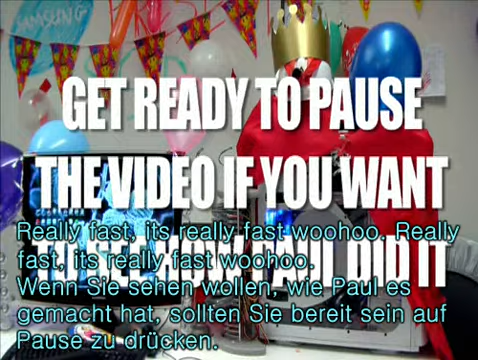 SAMSUNG
GET READY TO PAUSE
THE VIDEO IF YOU WANT
TO SEE HOW PAUL DID IT
Really fast, its really fast woohoo. Really
fast, its really fast woohoo.
Wenn Sie sehen wollen, wie Paul es
gemacht hat, sollten Sie bereit sein auf
Pause zu drücken.